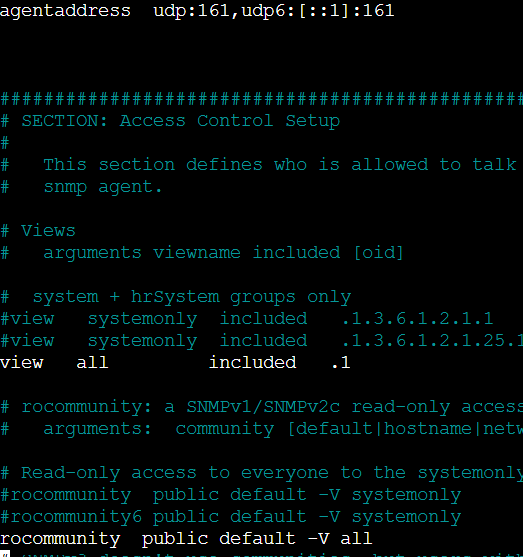 agentaddress  udp:161,udp6:[::1]:161
################################################
# SECTION: Access Control Setup
#
#   This section defines who is allowed to talk
#   snmp agent.
# Views
#   arguments viewname included [oid]
#  system + hrSystem groups only
#view   systemonly  included   .1.3.6.1.2.1.1
#view   systemonly  included   .1.3.6.1.2.1.25.1
view   all         included   .1
# rocommunity: a SNMPv1/SNMPv2c read-only access
#   arguments:  community [default|hostname|netw
# Read-only access to everyone to the systemonly
#rocommunity  public default -V systemonly
#rocommunity6 public default -V systemonly
rocommunity  public default -V all